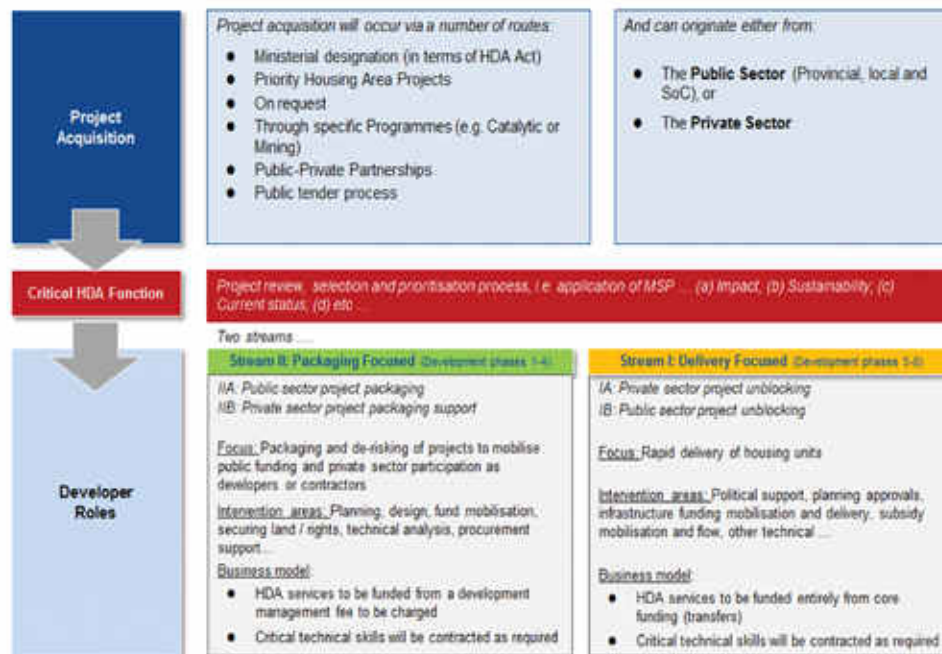 Project
Acquisition
Project acquisition will occur via a number of routes:
● Ministerial designation (in terms of HDA Act)
● Priority Housing Area Projects
● On request
● Through specific Programmes (e.g. Catalytic or
Mining)
● Public-Private Partnerships
● Public tender process
And can originate either from:
● The Public Sector (Provincial, local and
SoC), or
● The Private Sector
Critical HDA Function
Project review, selection and prioritisation process, i.e. application of MSP ... (a) Impact, (b) Sustainability, (c)
Current status, (d) etc ...
Two streams ....
Developer
Roles
Stream II: Packaging Focused (Development phases 1-4)
IIA: Public sector project packaging
IIB: Private sector project packaging support
Focus: Packaging and de-risking of projects to mobilise
public funding and private sector participation as
developers or contractors
Intervention areas: Planning, design, fund mobilisation,
securing land / rights, technical analysis, procurement
support...
Business model:
● HDA services to be funded from a development
management fee to be charged
● Critical technical skills will be contracted as required
Stream I: Delivery Focused (Development phases
IA: Private sector project unblocking
IB: Public sector project unblocking
Focus: Rapid delivery of housing units
Intervention areas: Political support, planning approvals,
infrastructure funding mobilisation and delivery, subsidy
mobilisation and flow, other technical ...
Business model:
● HDA services to be funded entirely from core
funding (transfers)
● Critical technical skills will be contracted as required